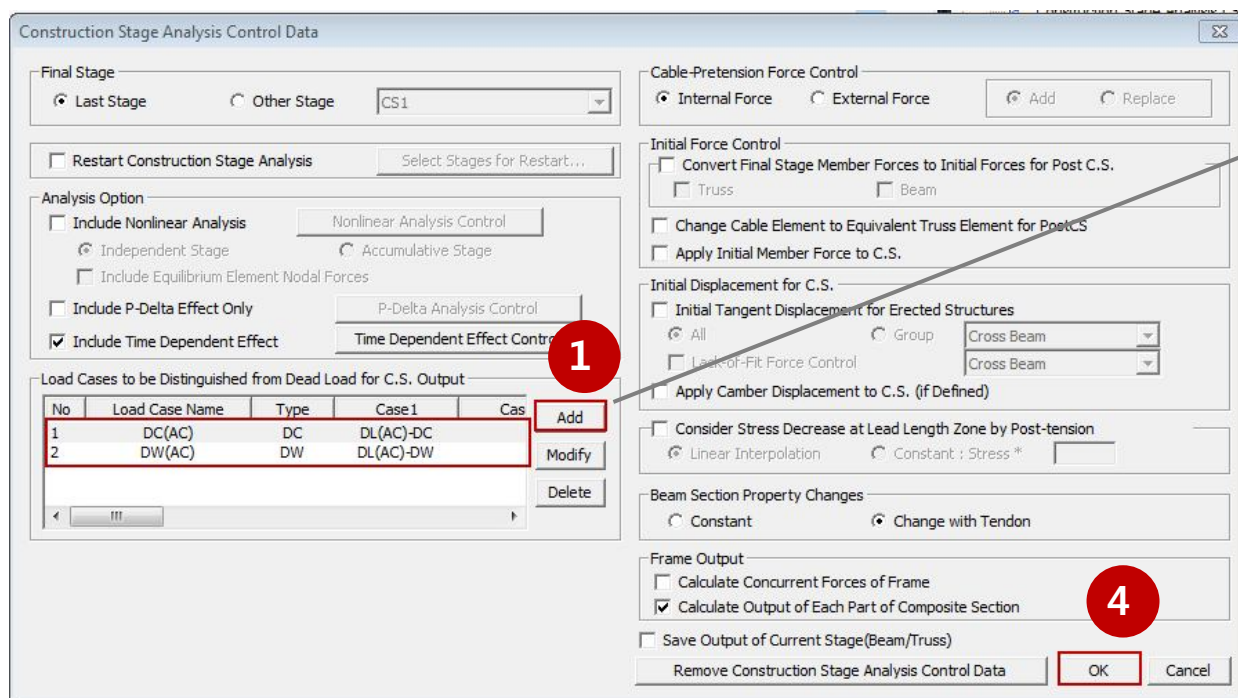 Construction Stage Analysis Control Data
Final Stage
Last Stage
Other Stage
CS1
Restart Construction Stage Analysis
Select Stages for Restart...
Analysis Option
Include Nonlinear Analysis
Nonlinear Analysis Control
Independent Stage
Accumulative Stage
Include Equilibrium Element Nodal Forces
Include P-Delta Effect Only
P-Delta Analysis Control
Include Time Dependent Effect
Time Dependent Effect Contro
1
Load Cases to be Distinguished from Dead Load for C.S. Output
No Load Case Name Type Case1 Cas
1 DC(AC) DC DL(AC)-DC
2 DW(AC) DW DL(AC)-DW
Add
Modify
Delete
Cable-Pretension Force Control
Internal Force
External Force
Add
Replace
Initial Force Control
Convert Final Stage Member Forces to Initial Forces for Post C.S.
Truss
Beam
Change Cable Element to Equivalent Truss Element for PostCS
Apply Initial Member Force to C.S.
Initial Displacement for C.S.
Initial Tangent Displacement for Erected Structures
All
Group
Cross Beam
Lack-of-Fit Force Control
Cross Beam
Apply Camber Displacement to C.S. (if Defined)
Consider Stress Decrease at Lead Length Zone by Post-tension
Linear Interpolation
Constant : Stress *
Beam Section Property Changes
Constant
Change with Tendon
Frame Output
Calculate Concurrent Forces of Frame
Calculate Output of Each Part of Composite Section
4
Save Output of Current Stage(Beam/Truss)
Remove Construction Stage Analysis Control Data
OK
Cancel